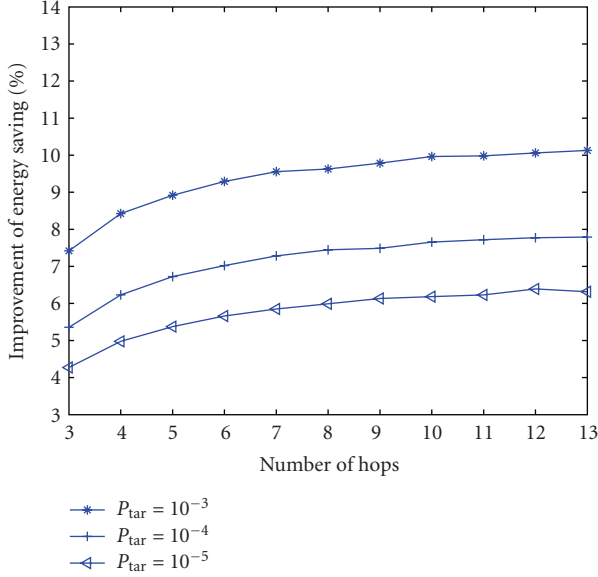 14
13
12
11
10
9
8
7
6
5
4
3
Improvement of energy saving (%)
3 4 5 6 7 8 9 10 11 12 13
Number of hops
P_tar = 10^−3
P_tar = 10^−4
P_tar = 10^−5